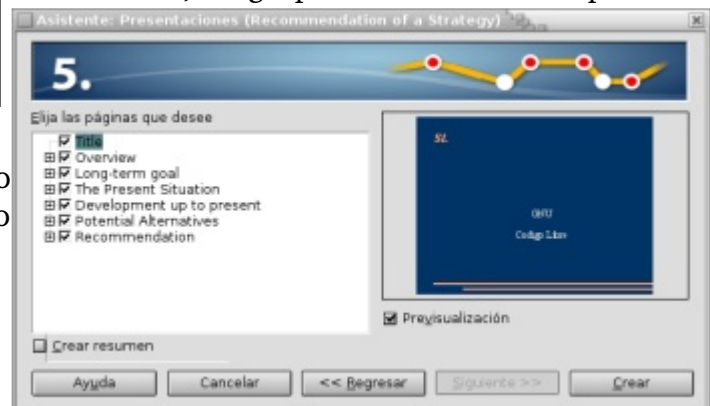 Asistente: Presentaciones (Recommendation of a Strategy)
5.
Elija las páginas que desee
Title
Overview
Long-term goal
The Present Situation
Development up to present
Potential Alternatives
Recommendation
SL
GNU
Codigo Libre
Previsualización
Crear resumen
Ayuda
Cancelar
<< Regresar
Siguiente >>
Crear
o
o